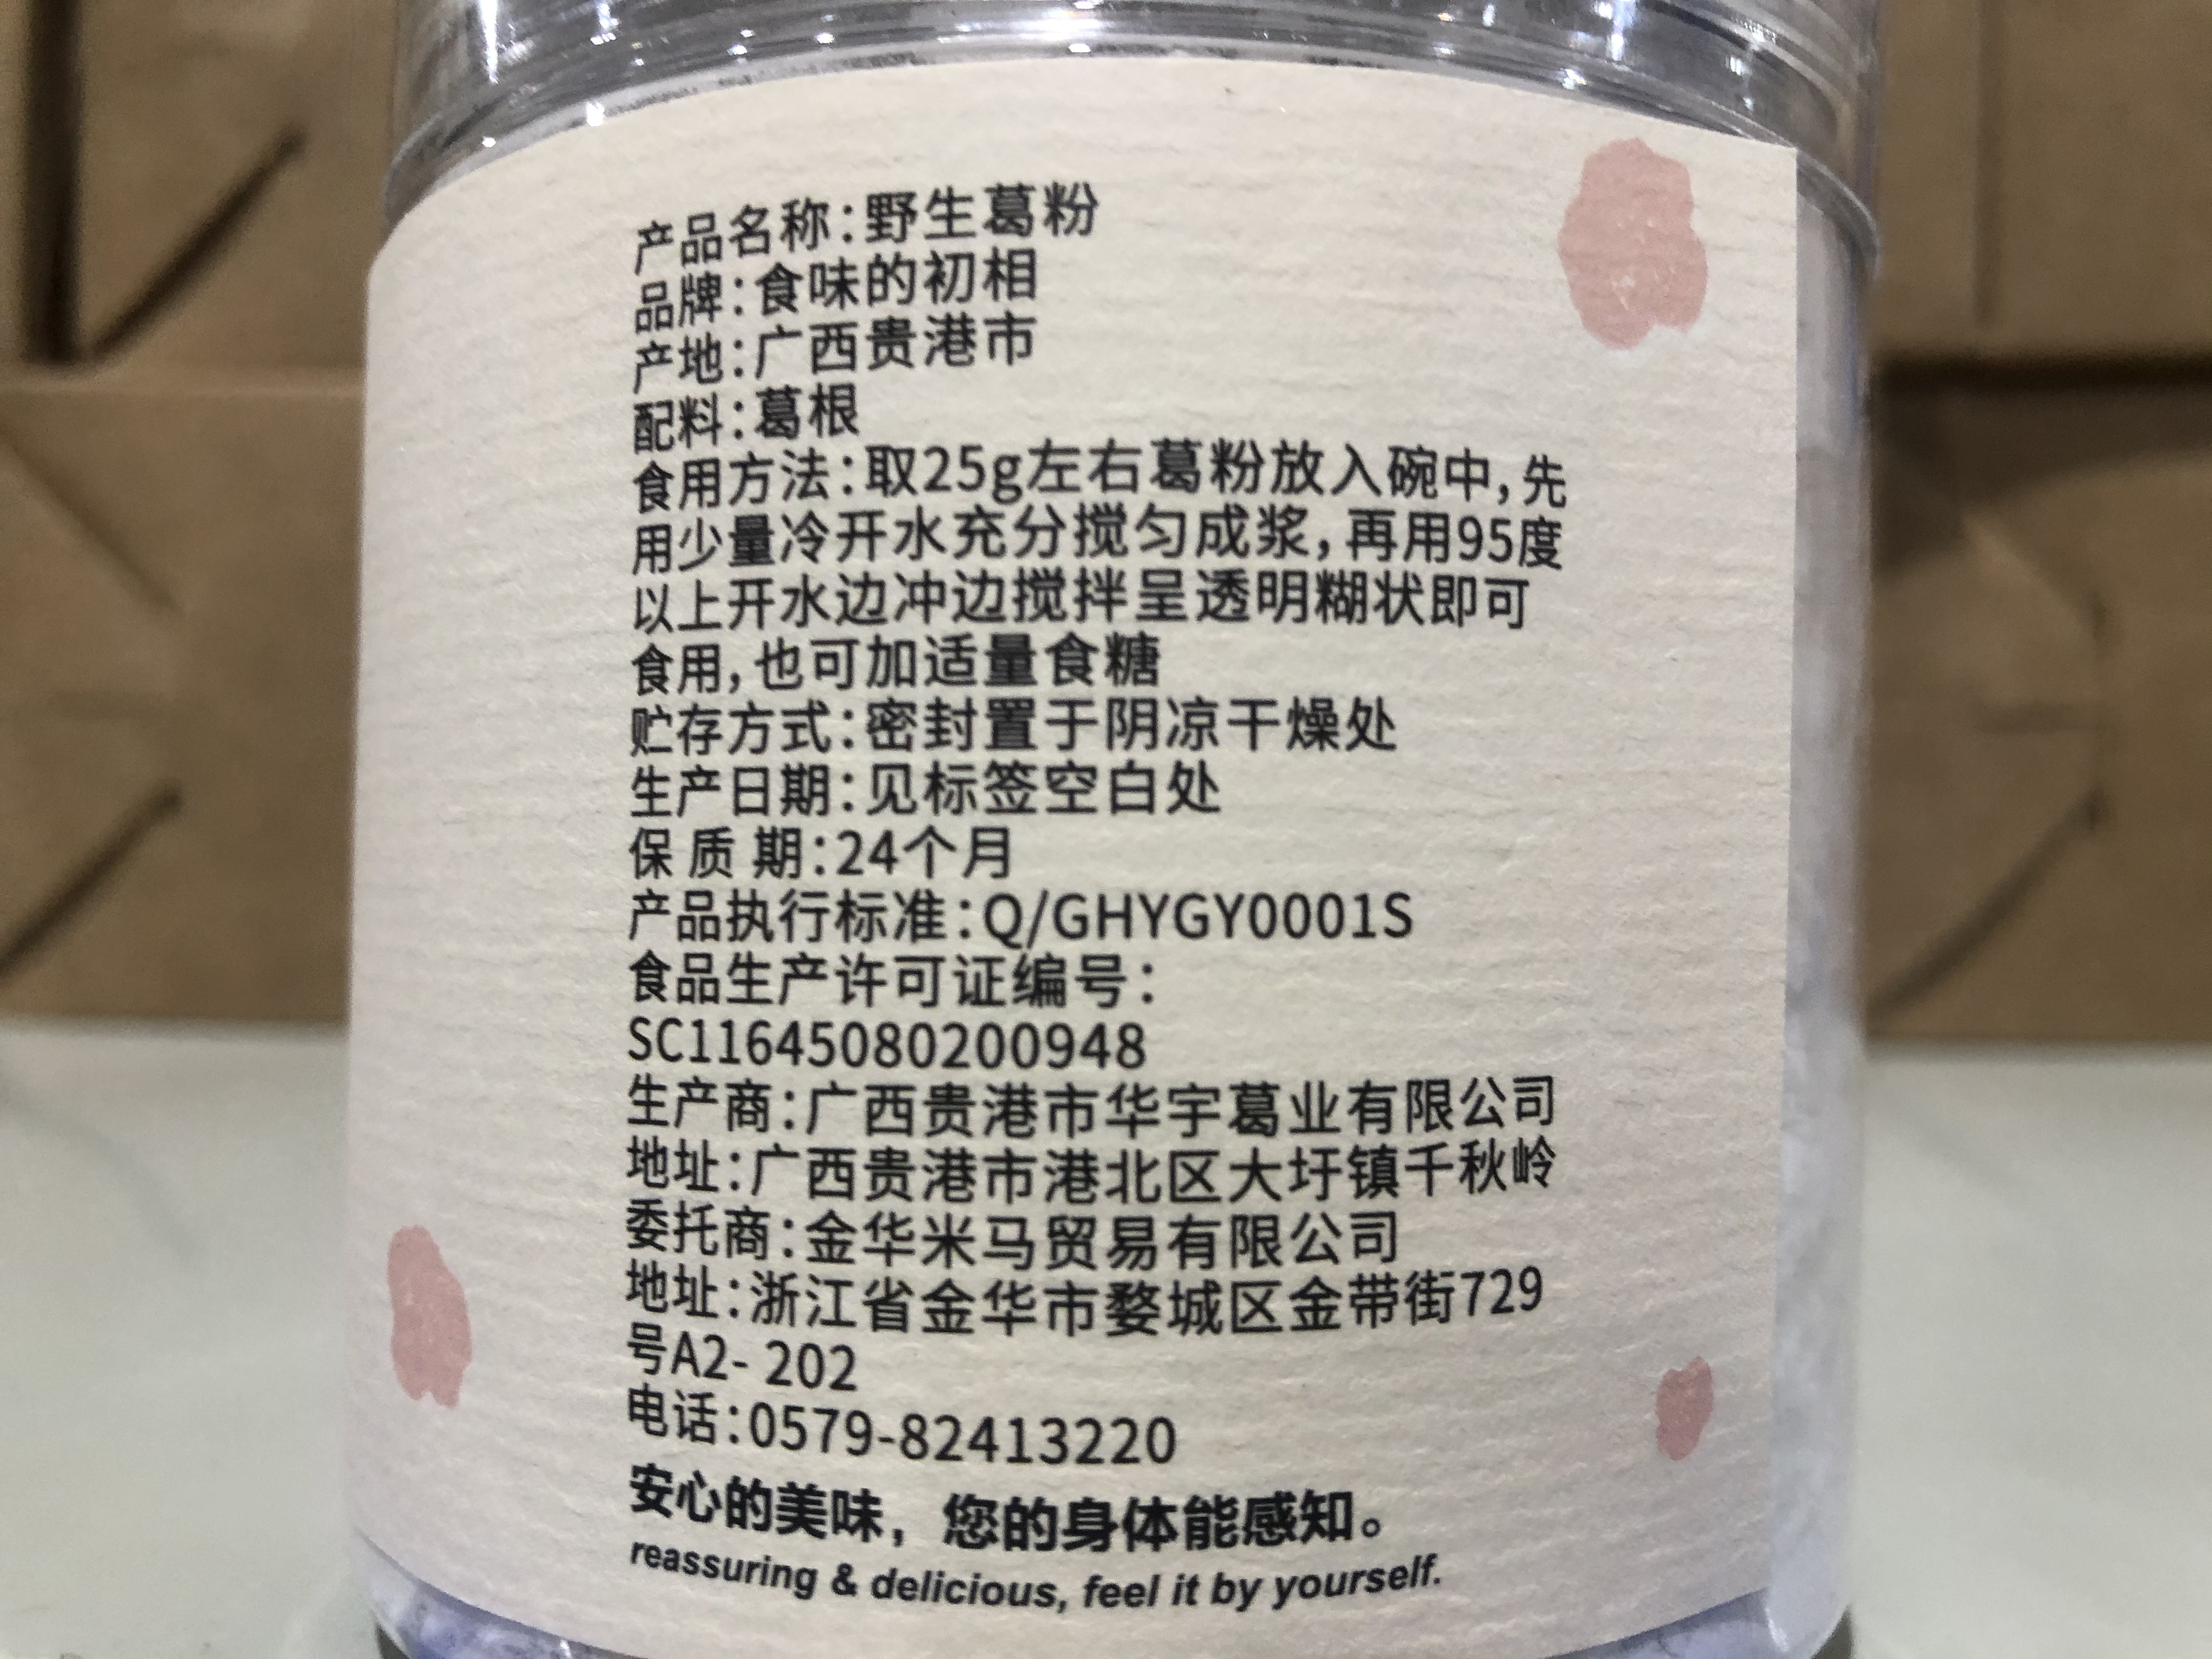 产品名称：野生葛粉
品牌：食味的初相
产地：广西贵港市
配料：葛根
食用方法：取25g左右葛粉放入碗中，先
用少量冷开水充分搅匀成浆，再用95度
以上开水边冲边搅拌呈透明糊状即可
食用，也可加适量食糖
贮存方式：密封置于阴凉干燥处
生产日期：见标签空白处
保 质 期：24个月
产品执行标准：Q/GHYGY0001S
食品生产许可证编号：
SC11645080200948
生产商：广西贵港市华宇葛业有限公司
地址：广西贵港市港北区大圩镇千秋岭
委托商：金华米马贸易有限公司
地址：浙江省金华市婺城区金带街729
号A2- 202
电话：0579-82413220
安心的美味，您的身体能感知。
reassuring & delicious, feel it by yourself.